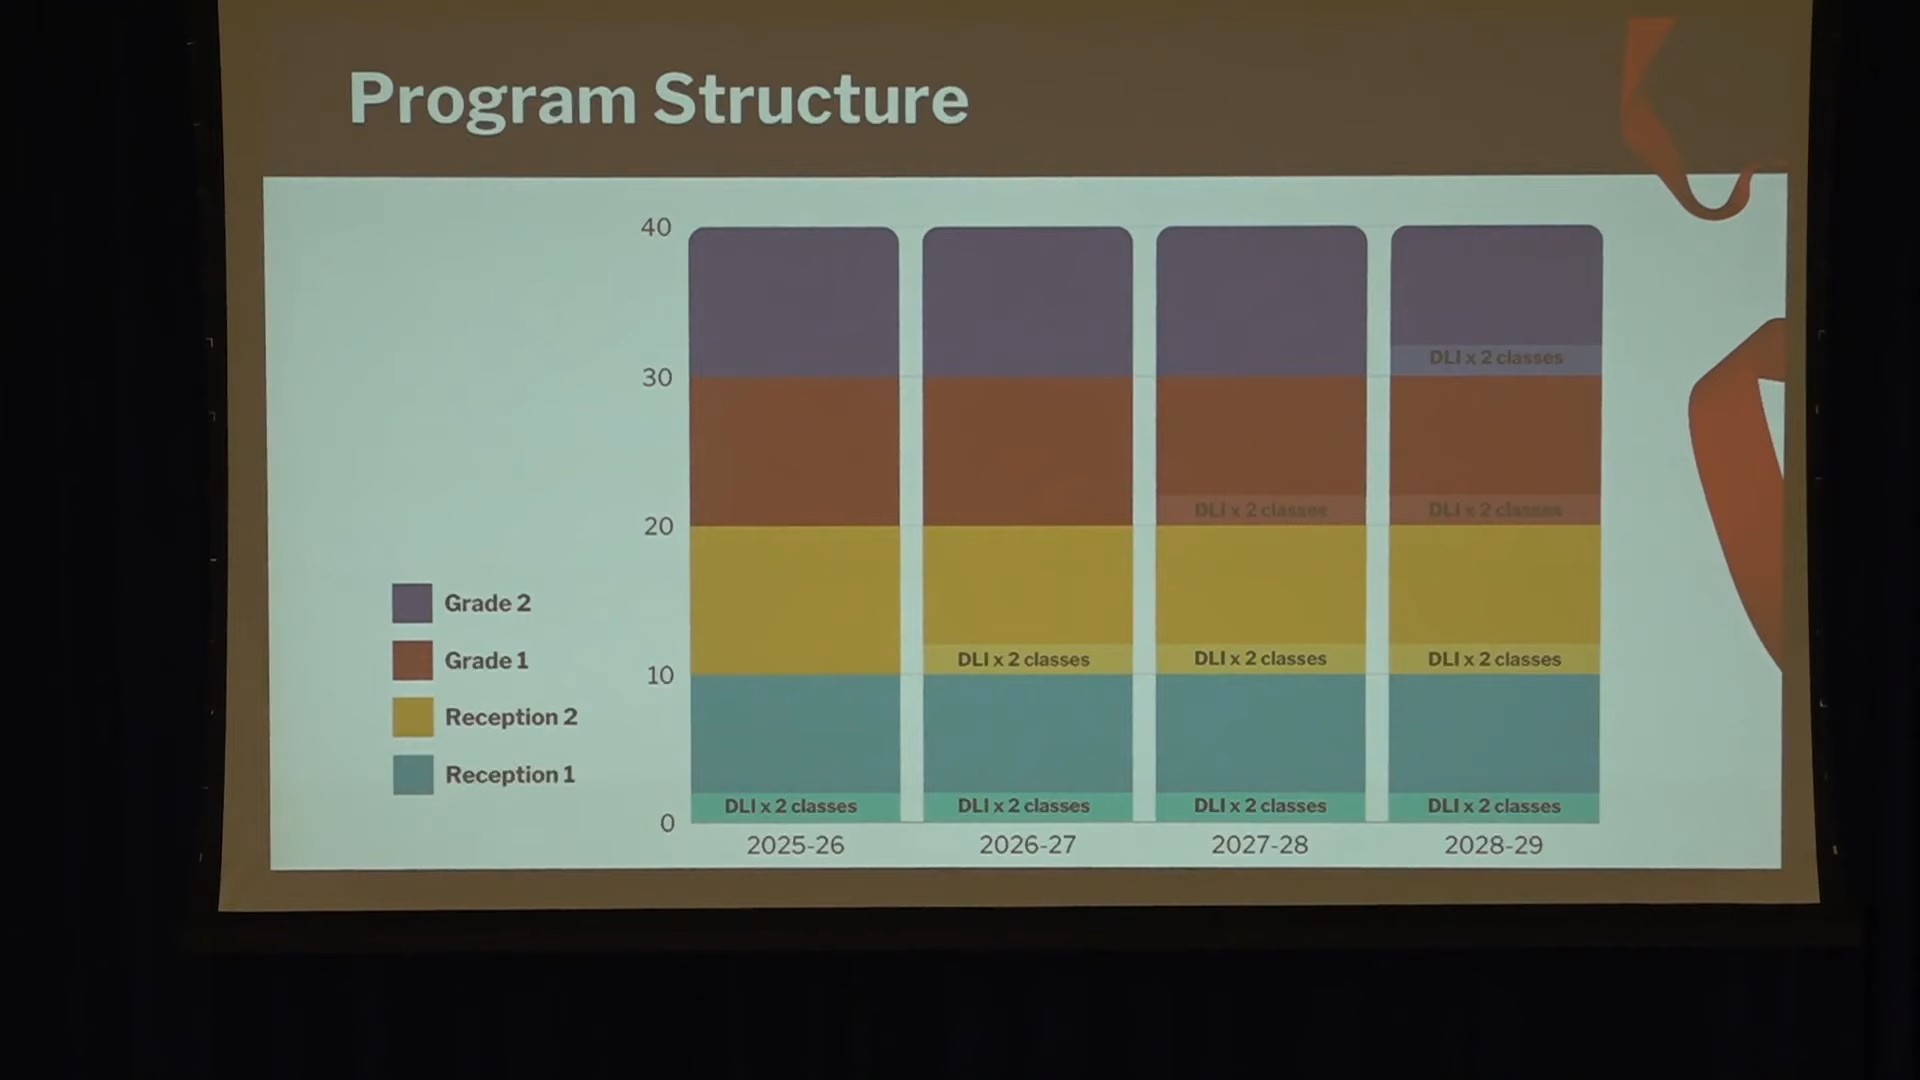 Program Structure
40
30
20
10
0
DLI x 2 classes
DLI x 2 classes
DLI x 2 classes
DLI x 2 classes
DLI x 2 classes
DLI x 2 classes
DLI x 2 classes
DLI x 2 classes
DLI x 2 classes
DLI x 2 classes
2025-26
2026-27
2027-28
2028-29
Grade 2
Grade 1
Reception 2
Reception 1